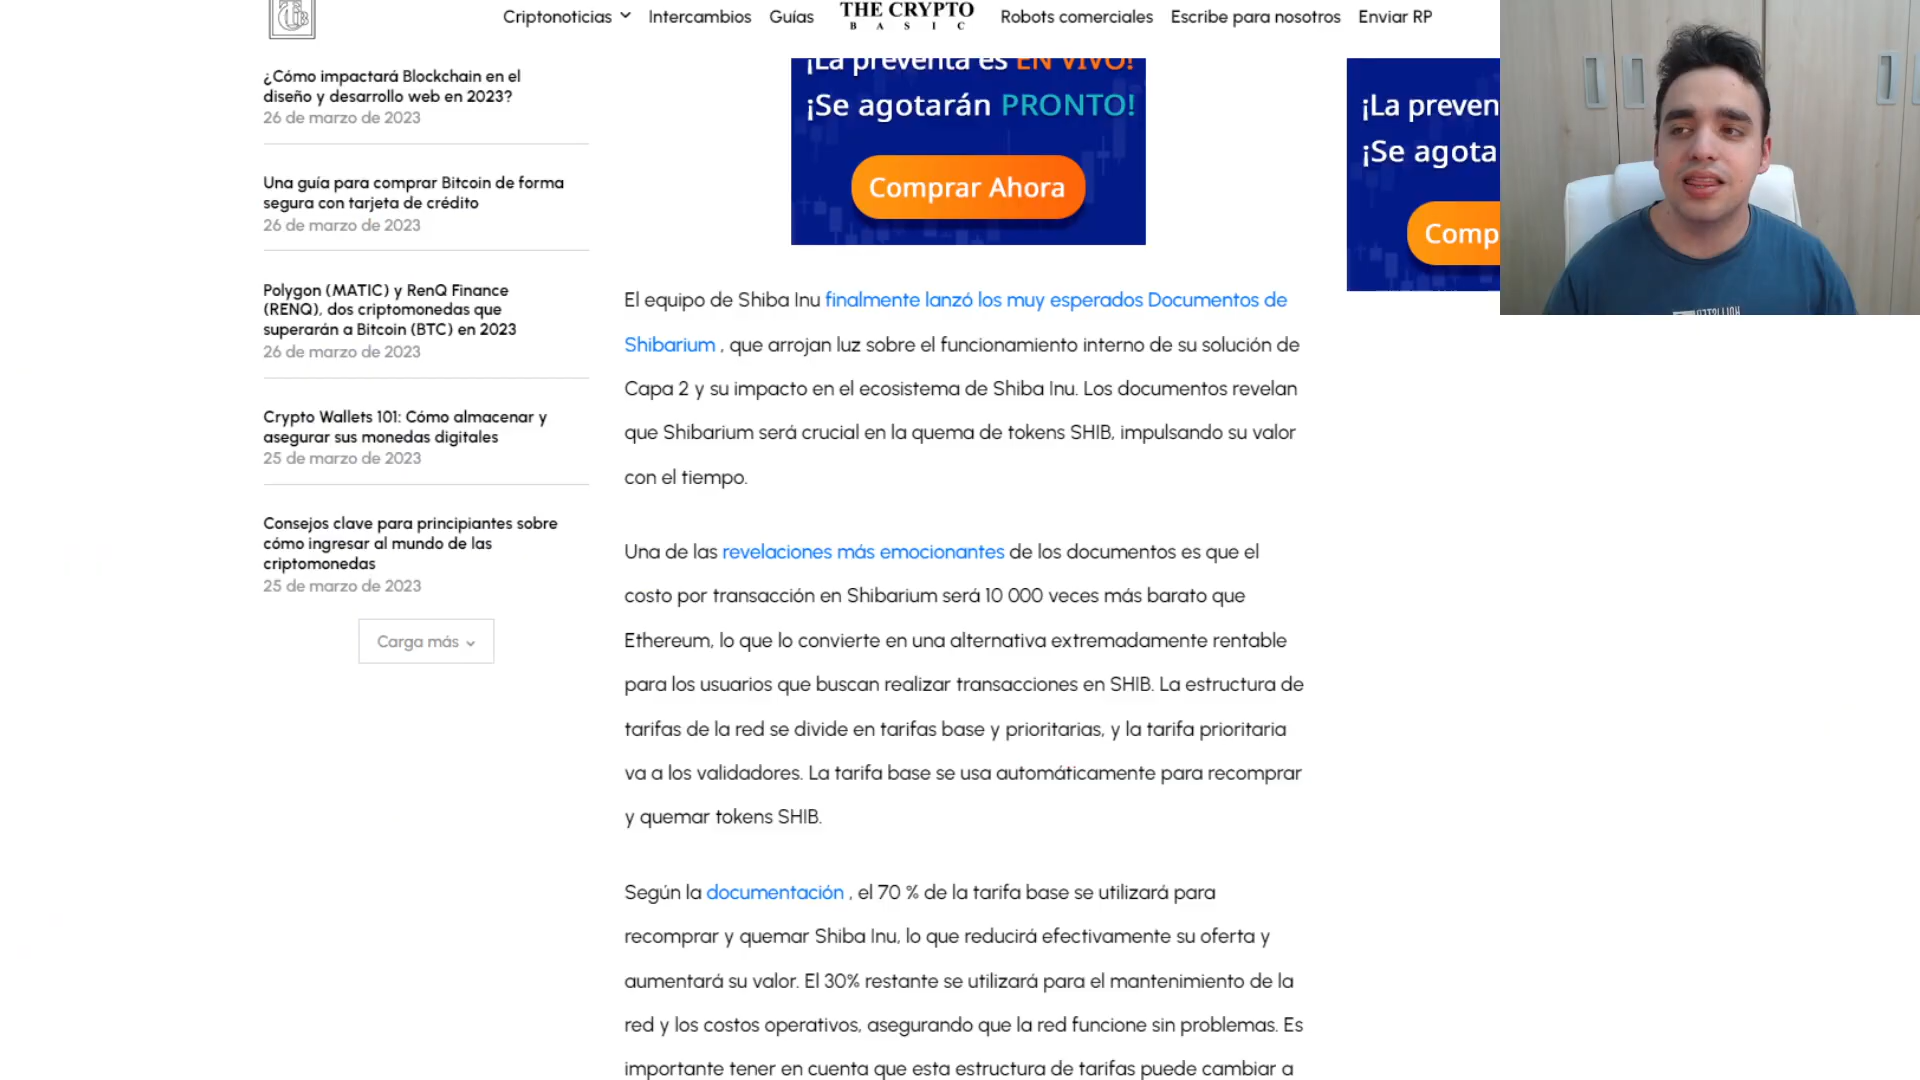 Criptonoticias
Intercambios
Guías
THE CRYPTO
BASIC
Robots comerciales
Escribe para nosotros
Enviar RP
¿Cómo impactará Blockchain en el
diseño y desarrollo web en 2023?
26 de marzo de 2023
Una guía para comprar Bitcoin de forma
segura con tarjeta de crédito
26 de marzo de 2023
Polygon (MATIC) y RenQ Finance
(RENQ), dos criptomonedas que
superarán a Bitcoin (BTC) en 2023
26 de marzo de 2023
Crypto Wallets 101: Cómo almacenar y
asegurar sus monedas digitales
25 de marzo de 2023
Consejos clave para principiantes sobre
cómo ingresar al mundo de las
criptomonedas
25 de marzo de 2023
Carga más
¡La preventa es EN VIVO!
¡Se agotarán PRONTO!
Comprar Ahora
¡La preven
¡Se agota
Comp
El equipo de Shiba Inu finalmente lanzó los muy esperados Documentos de
Shibarium , que arrojan luz sobre el funcionamiento interno de su solución de
Capa 2 y su impacto en el ecosistema de Shiba Inu. Los documentos revelan
que Shibarium será crucial en la quema de tokens SHIB, impulsando su valor
con el tiempo.
Una de las revelaciones más emocionantes de los documentos es que el
costo por transacción en Shibarium será 10 000 veces más barato que
Ethereum, lo que lo convierte en una alternativa extremadamente rentable
para los usuarios que buscan realizar transacciones en SHIB. La estructura de
tarifas de la red se divide en tarifas base y prioritarias, y la tarifa prioritaria
va a los validadores. La tarifa base se usa automáticamente para recomprar
y quemar tokens SHIB.
Según la documentación , el 70 % de la tarifa base se utilizará para
recomprar y quemar Shiba Inu, lo que reducirá efectivamente su oferta y
aumentará su valor. El 30% restante se utilizará para el mantenimiento de la
red y los costos operativos, asegurando que la red funcione sin problemas. Es
importante tener en cuenta que esta estructura de tarifas puede cambiar a